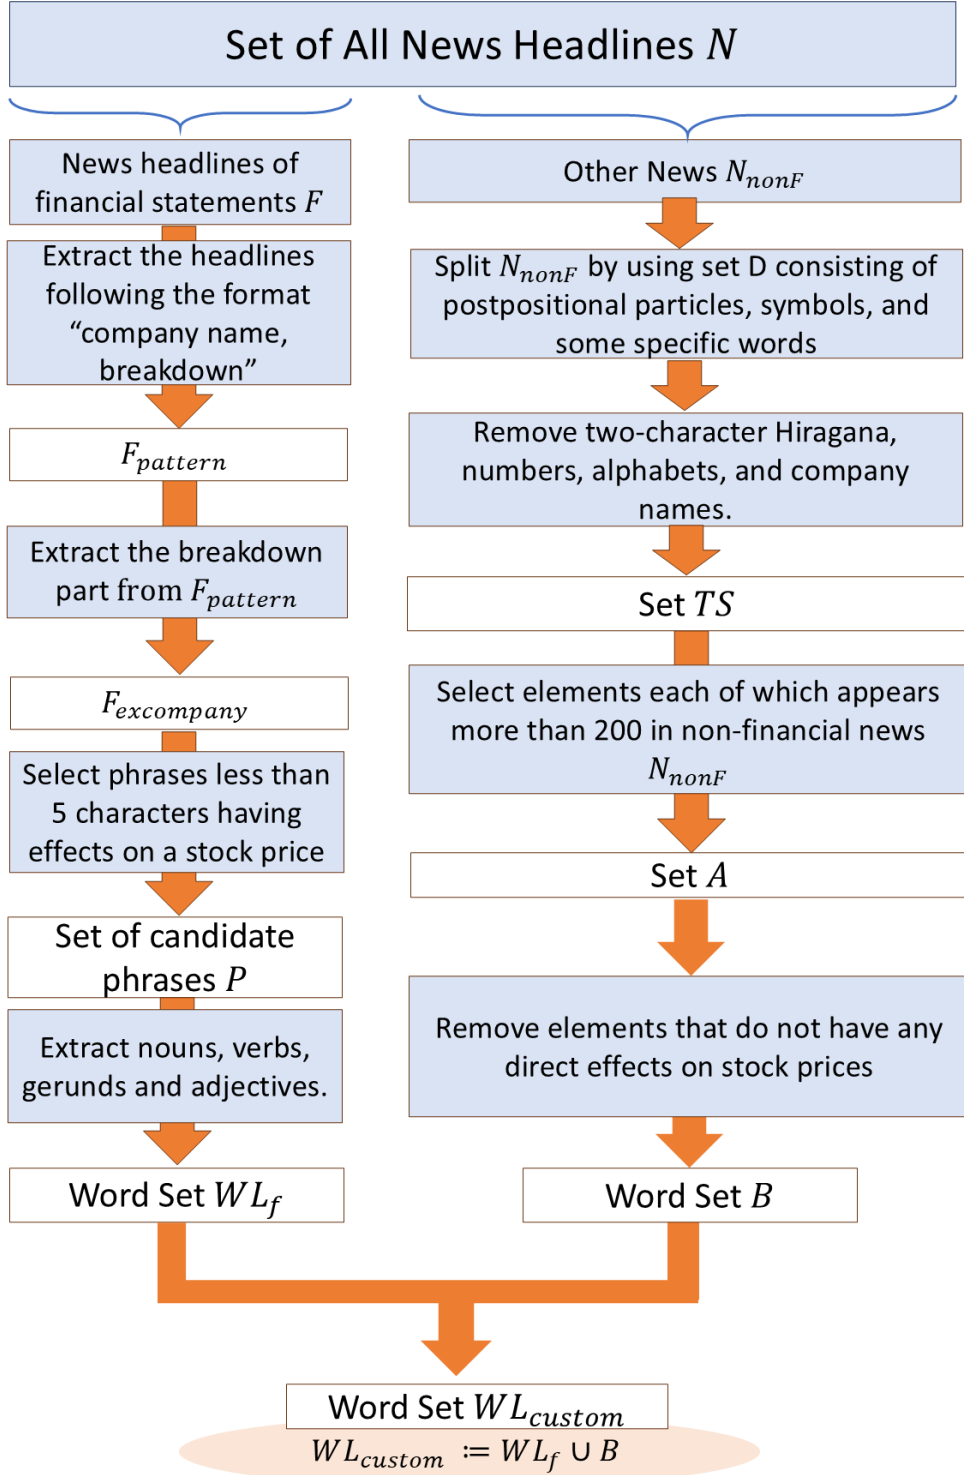 Set of All News Headlines N
News headlines of
financial statements F
Extract the headlines
following the format
“company name,
breakdown”
F_pattern
Extract the breakdown
part from F_pattern
F_excompany
Select phrases less than
5 characters having
effects on a stock price
Set of candidate
phrases P
Extract nouns, verbs,
gerunds and adjectives.
Word Set WL_f
Other News N_nonF
Split N_nonF by using set D consisting of
postpositional particles, symbols, and
some specific words
Remove two-character Hiragana,
numbers, alphabets, and company
names.
Set TS
Select elements each of which appears
more than 200 in non-financial news
N_nonF
Set A
Remove elements that do not have any
direct effects on stock prices
Word Set B
Word Set WL_custom
WL_custom := WL_f ∪ B